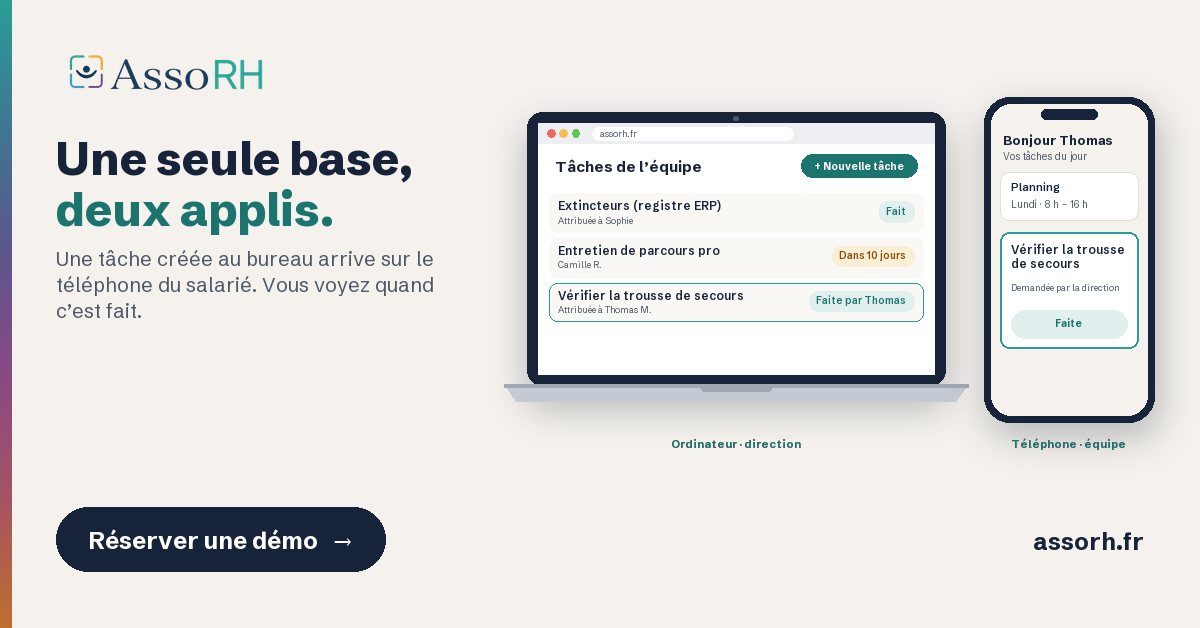 AssoRH
Une seule base,
deux applis.
Une tâche créée au bureau arrive sur le
téléphone du salarié. Vous voyez quand
c’est fait.
assorh.fr
Tâches de l’équipe
+ Nouvelle tâche
Extincteurs (registre ERP)
Attribuée à Sophie
Fait
Entretien de parcours pro
Camille R.
Dans 10 jours
Vérifier la trousse de secours
Attribuée à Thomas M.
Faite par Thomas
Ordinateur · direction
Bonjour Thomas
Vos tâches du jour
Planning
Lundi · 8 h – 16 h
Vérifier la trousse
de secours
Demandée par la direction
Faite
Téléphone · équipe
Réserver une démo →
assorh.fr